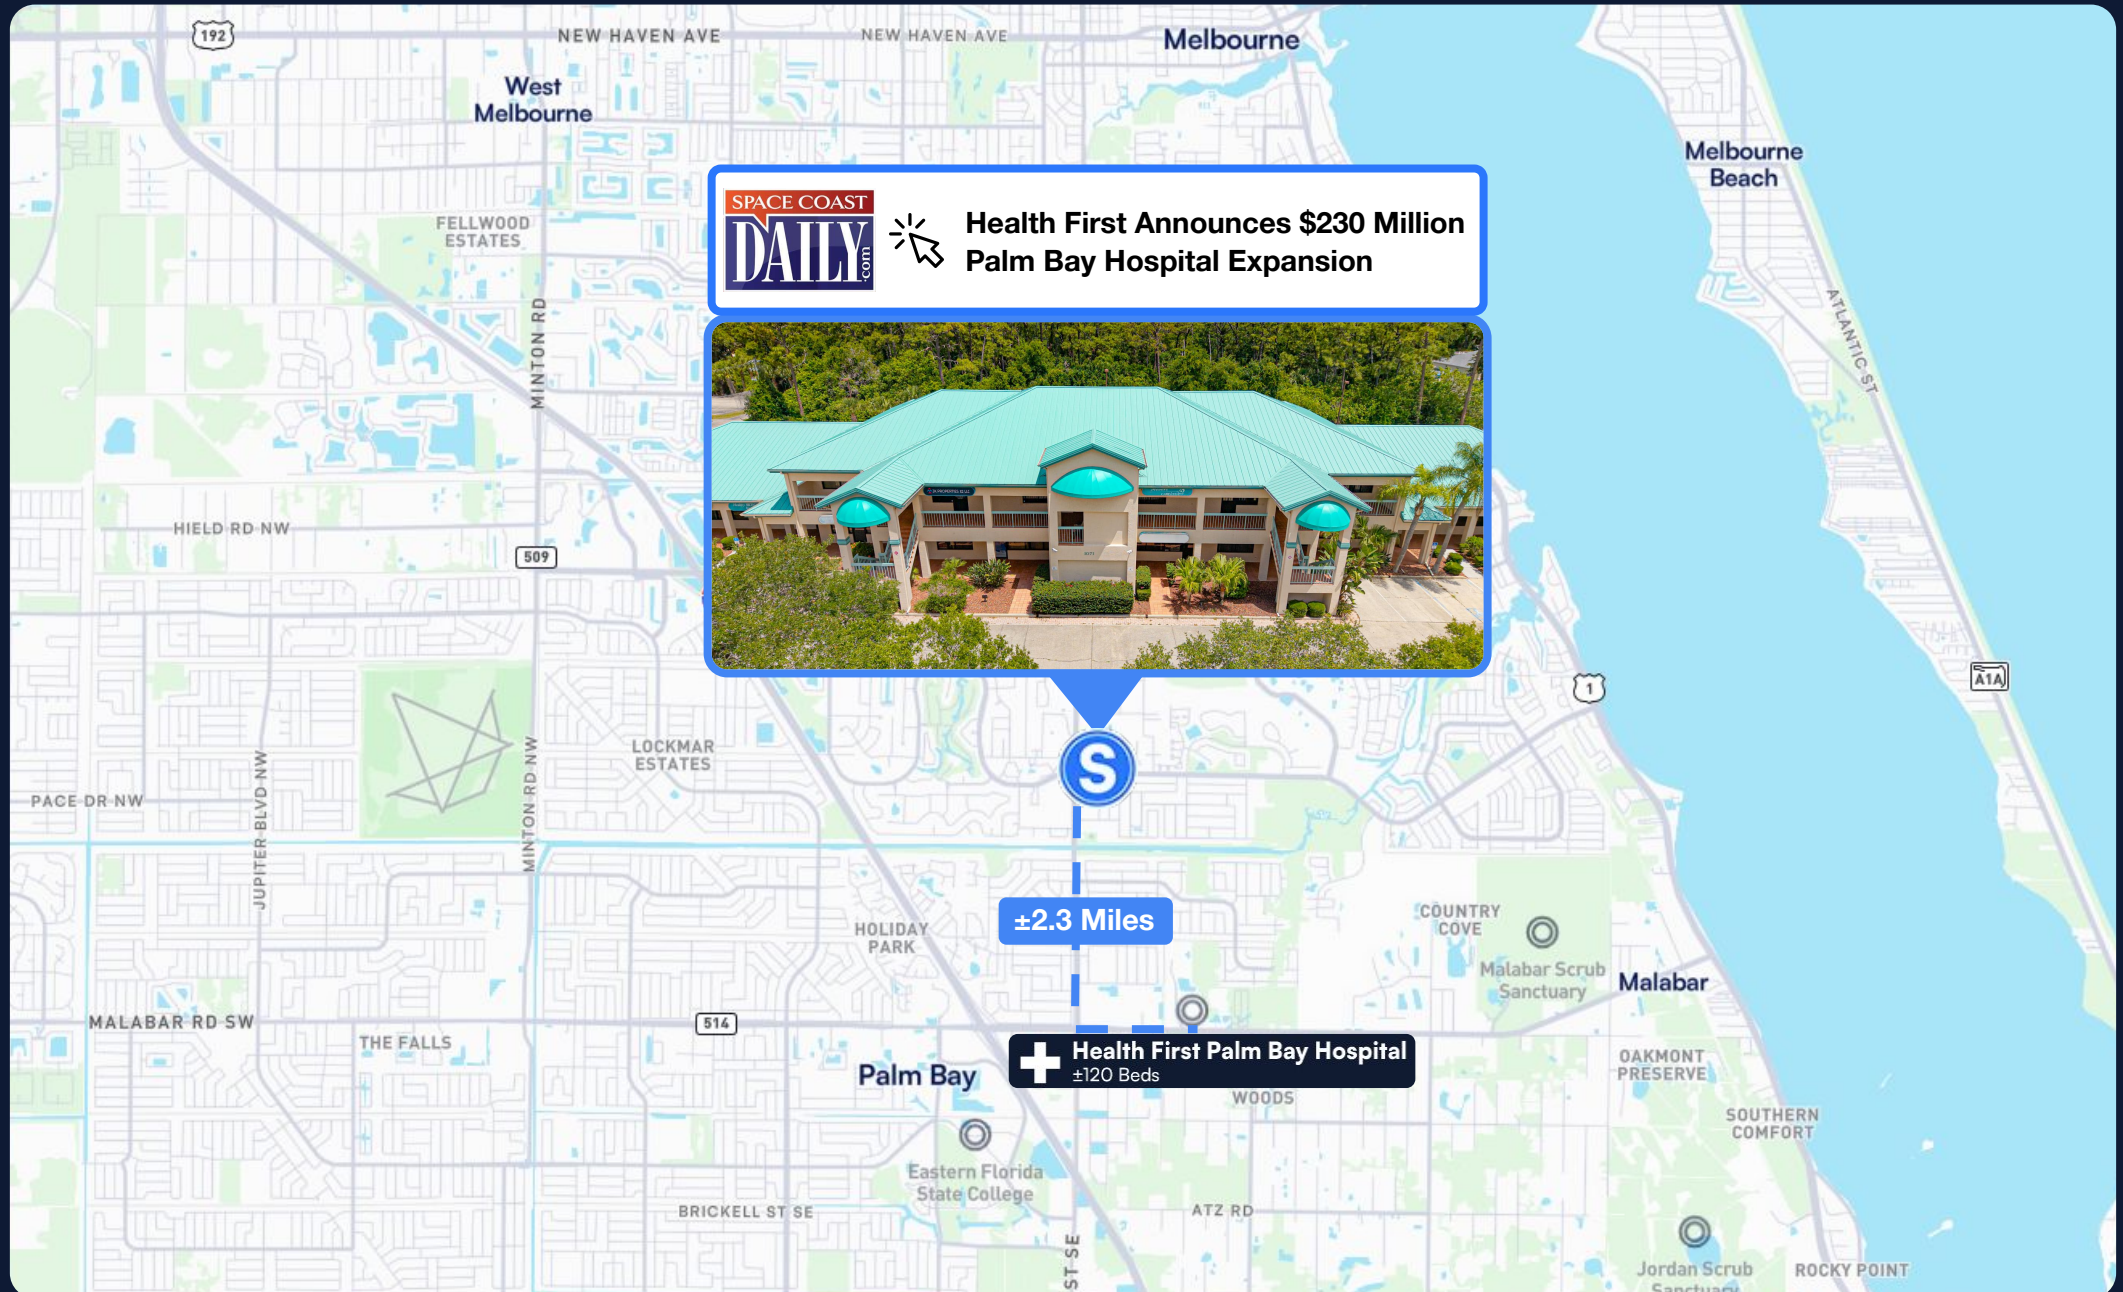 192
NEW HAVEN AVE
NEW HAVEN AVE
Melbourne
West
Melbourne
Melbourne
Beach
SPACE COAST
DAILY.com
Health First Announces $230 Million
Palm Bay Hospital Expansion
FELLWOOD
ESTATES
MINTON RD
ATLANTIC ST
HIELD RD NW
509
1
A1A
LOCKMAR
ESTATES
MINTON RD NW
JUPITER BLVD NW
PACE DR NW
S
±2.3 Miles
HOLIDAY
PARK
COUNTRY
COVE
Malabar Scrub
Sanctuary
Malabar
MALABAR RD SW
514
THE FALLS
Health First Palm Bay Hospital
±120 Beds
Palm Bay
WOODS
OAKMONT
PRESERVE
SOUTHERN
COMFORT
Eastern Florida
State College
BRICKELL ST SE
ATZ RD
ST SE
Jordan Scrub
Sanctuary
ROCKY POINT